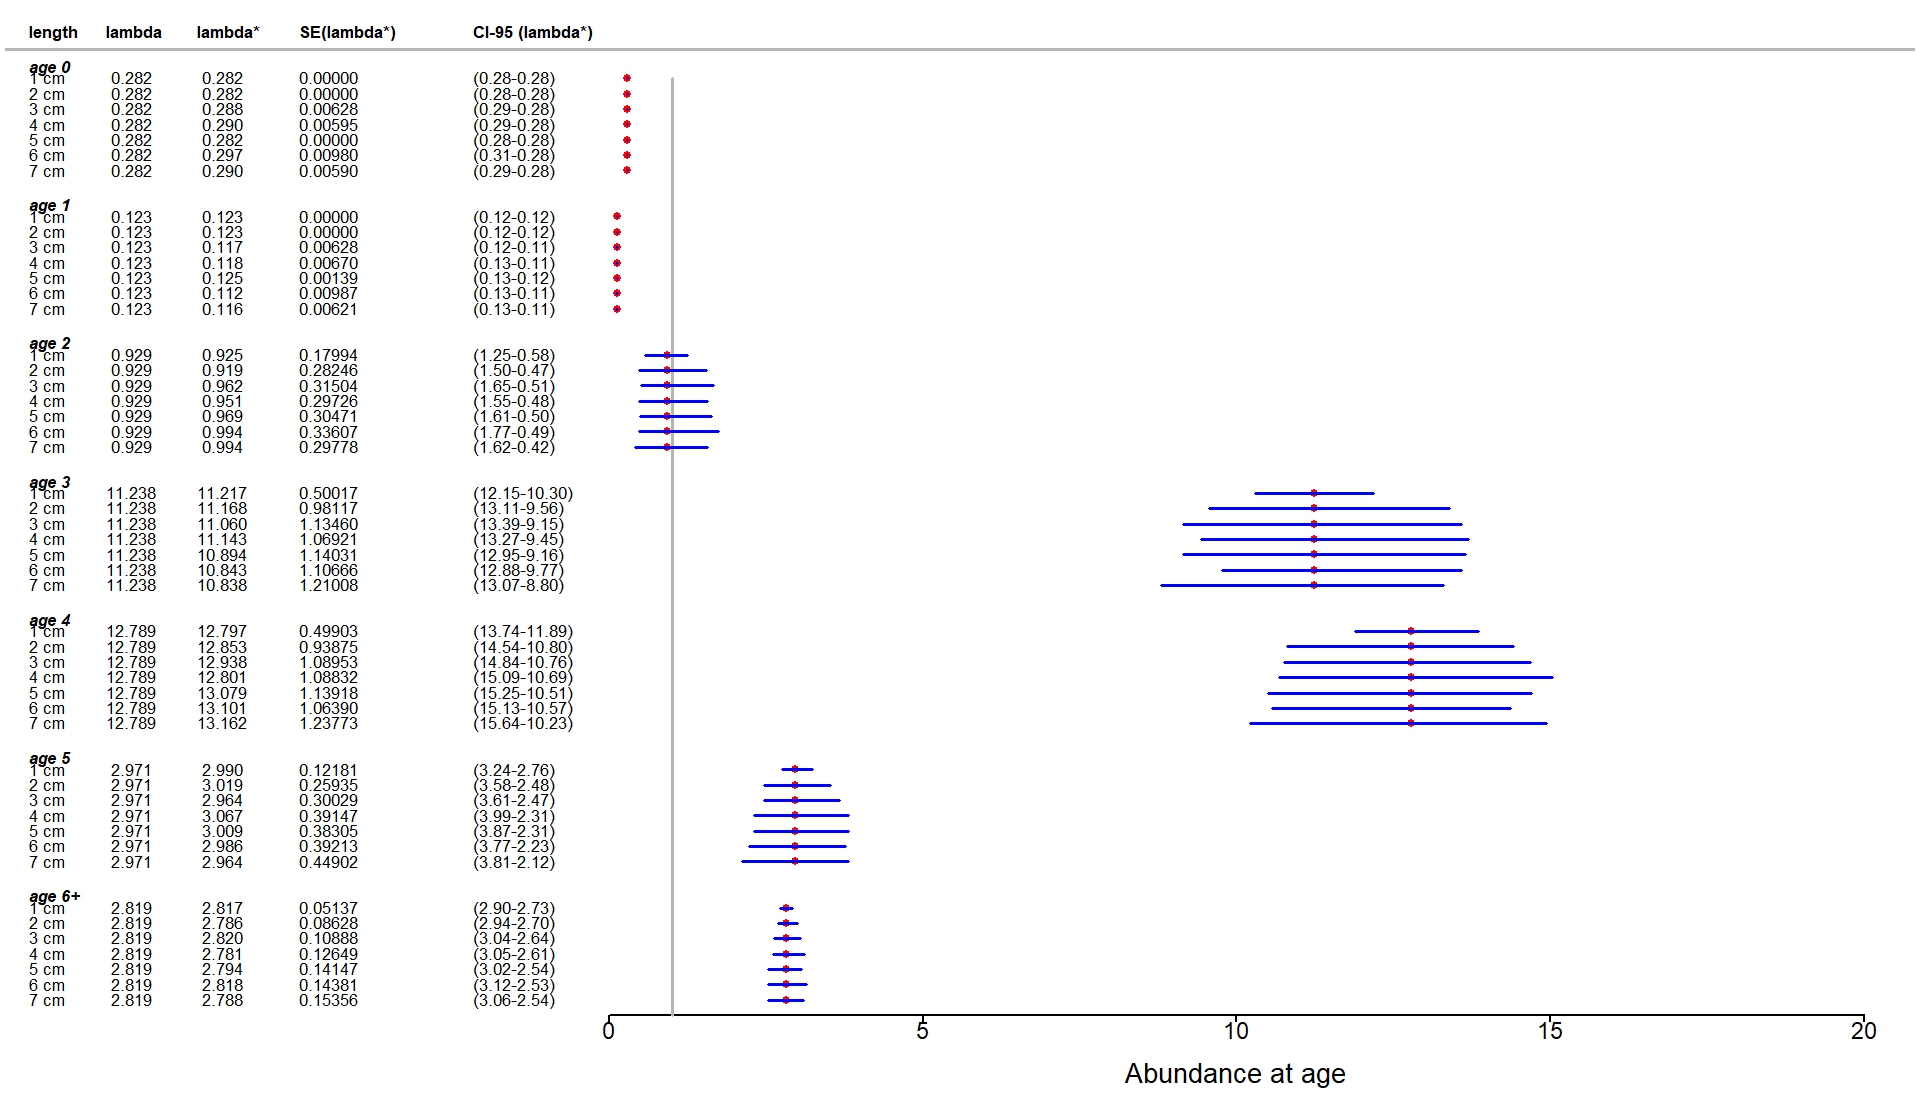 length lambda lambda* SE(lambda*) CI-95 (lambda*)
age 0
1 cm 0.282 0.282 0.00000 (0.28-0.28)
2 cm 0.282 0.282 0.00000 (0.28-0.28)
3 cm 0.282 0.288 0.00628 (0.29-0.28)
4 cm 0.282 0.290 0.00595 (0.29-0.28)
5 cm 0.282 0.282 0.00000 (0.28-0.28)
6 cm 0.282 0.297 0.00980 (0.31-0.28)
7 cm 0.282 0.290 0.00590 (0.29-0.28)
age 1
1 cm 0.123 0.123 0.00000 (0.12-0.12)
2 cm 0.123 0.123 0.00000 (0.12-0.12)
3 cm 0.123 0.117 0.00628 (0.12-0.11)
4 cm 0.123 0.118 0.00670 (0.13-0.11)
5 cm 0.123 0.125 0.00139 (0.13-0.12)
6 cm 0.123 0.112 0.00987 (0.13-0.11)
7 cm 0.123 0.116 0.00621 (0.13-0.11)
age 2
1 cm 0.929 0.925 0.17994 (1.25-0.58)
2 cm 0.929 0.919 0.28246 (1.50-0.47)
3 cm 0.929 0.962 0.31504 (1.65-0.51)
4 cm 0.929 0.951 0.29726 (1.55-0.48)
5 cm 0.929 0.969 0.30471 (1.61-0.50)
6 cm 0.929 0.994 0.33607 (1.77-0.49)
7 cm 0.929 0.994 0.29778 (1.62-0.42)
age 3
1 cm 11.238 11.217 0.50017 (12.15-10.30)
2 cm 11.238 11.168 0.98117 (13.11-9.56)
3 cm 11.238 11.060 1.13460 (13.39-9.15)
4 cm 11.238 11.143 1.06921 (13.27-9.45)
5 cm 11.238 10.894 1.14031 (12.95-9.16)
6 cm 11.238 10.843 1.10666 (12.88-9.77)
7 cm 11.238 10.838 1.21008 (13.07-8.80)
age 4
1 cm 12.789 12.797 0.49903 (13.74-11.89)
2 cm 12.789 12.853 0.93875 (14.54-10.80)
3 cm 12.789 12.938 1.08953 (14.84-10.76)
4 cm 12.789 12.801 1.08832 (15.09-10.69)
5 cm 12.789 13.079 1.13918 (15.25-10.51)
6 cm 12.789 13.101 1.06390 (15.13-10.57)
7 cm 12.789 13.162 1.23773 (15.64-10.23)
age 5
1 cm 2.971 2.990 0.12181 (3.24-2.76)
2 cm 2.971 3.019 0.25935 (3.58-2.48)
3 cm 2.971 2.964 0.30029 (3.61-2.47)
4 cm 2.971 3.067 0.39147 (3.99-2.31)
5 cm 2.971 3.009 0.38305 (3.87-2.31)
6 cm 2.971 2.986 0.39213 (3.77-2.23)
7 cm 2.971 2.964 0.44902 (3.81-2.12)
age 6+
1 cm 2.819 2.817 0.05137 (2.90-2.73)
2 cm 2.819 2.786 0.08628 (2.94-2.70)
3 cm 2.819 2.820 0.10888 (3.04-2.64)
4 cm 2.819 2.781 0.12649 (3.05-2.61)
5 cm 2.819 2.794 0.14147 (3.02-2.54)
6 cm 2.819 2.818 0.14381 (3.12-2.53)
7 cm 2.819 2.788 0.15356 (3.06-2.54)
0 5 10 15 20
Abundance at age